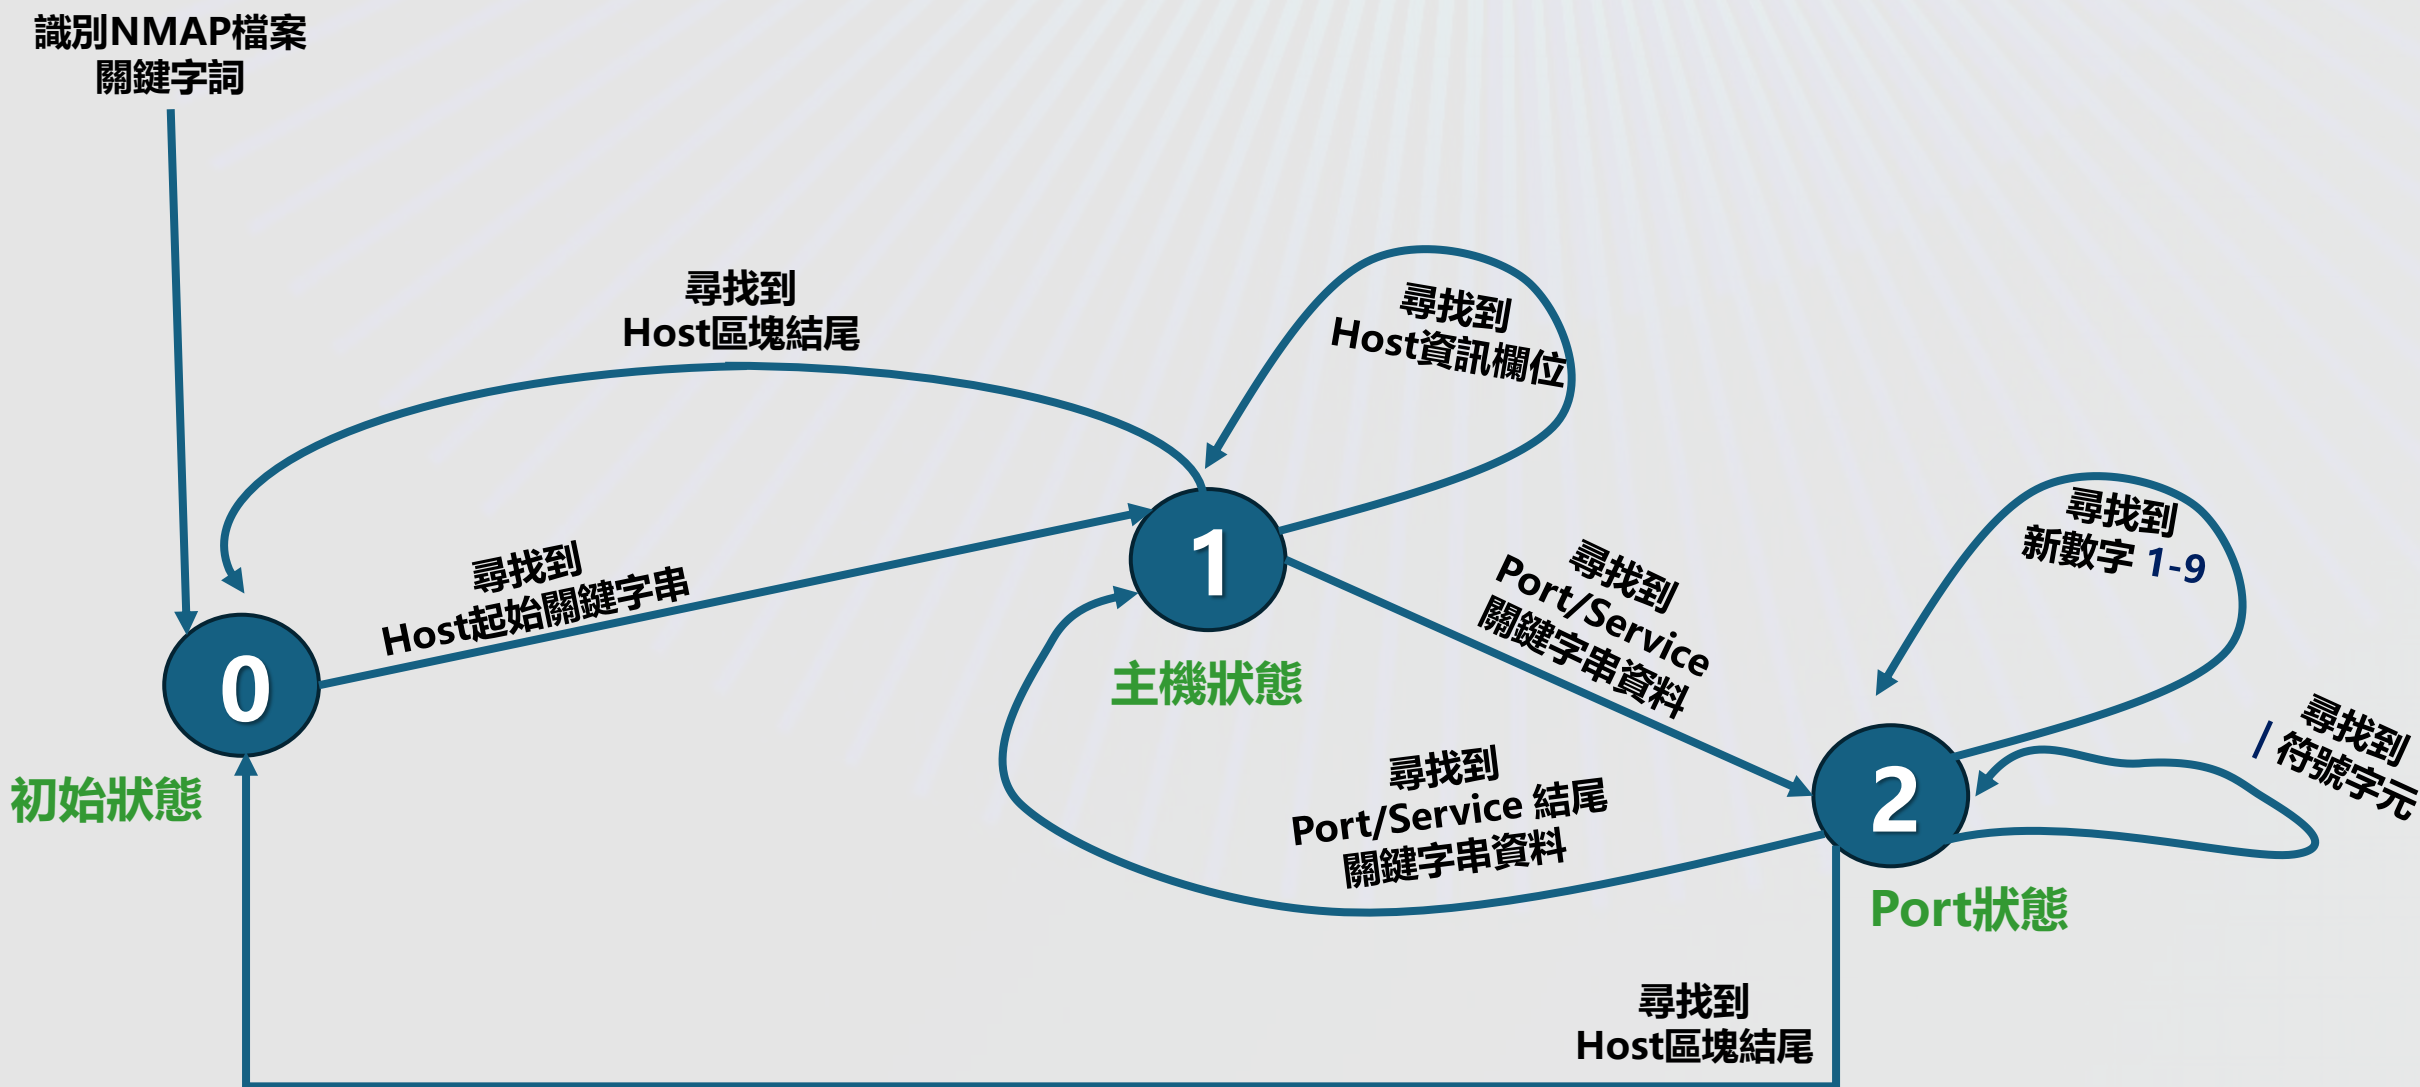 識別NMAP檔案
關鍵字詞
尋找到
Host區塊結尾
尋找到
Host資訊欄位
尋找到
Host起始關鍵字串
尋找到
Port/Service
關鍵字串資料
尋找到
新數字 1-9
1
0
主機狀態
初始狀態
尋找到
| 符號字元
尋找到
Port/Service 結尾
關鍵字串資料
2
Port狀態
尋找到
Host區塊結尾